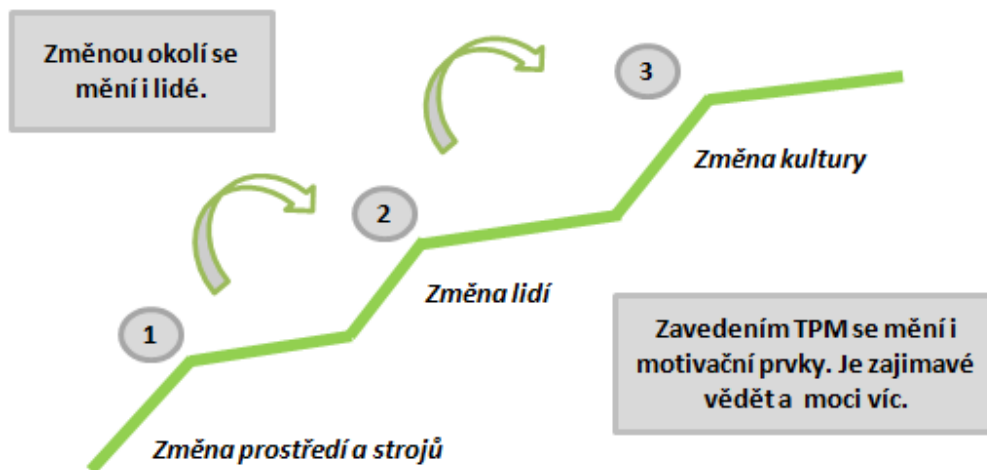 Změnou okolí se
mění i lidé.
3
Změna kultury
2
Změna lidí
1
Zavedením TPM se mění i
motivační prvky. Je zajimavé
vědět a moci víc.
Změna prostředí a strojů